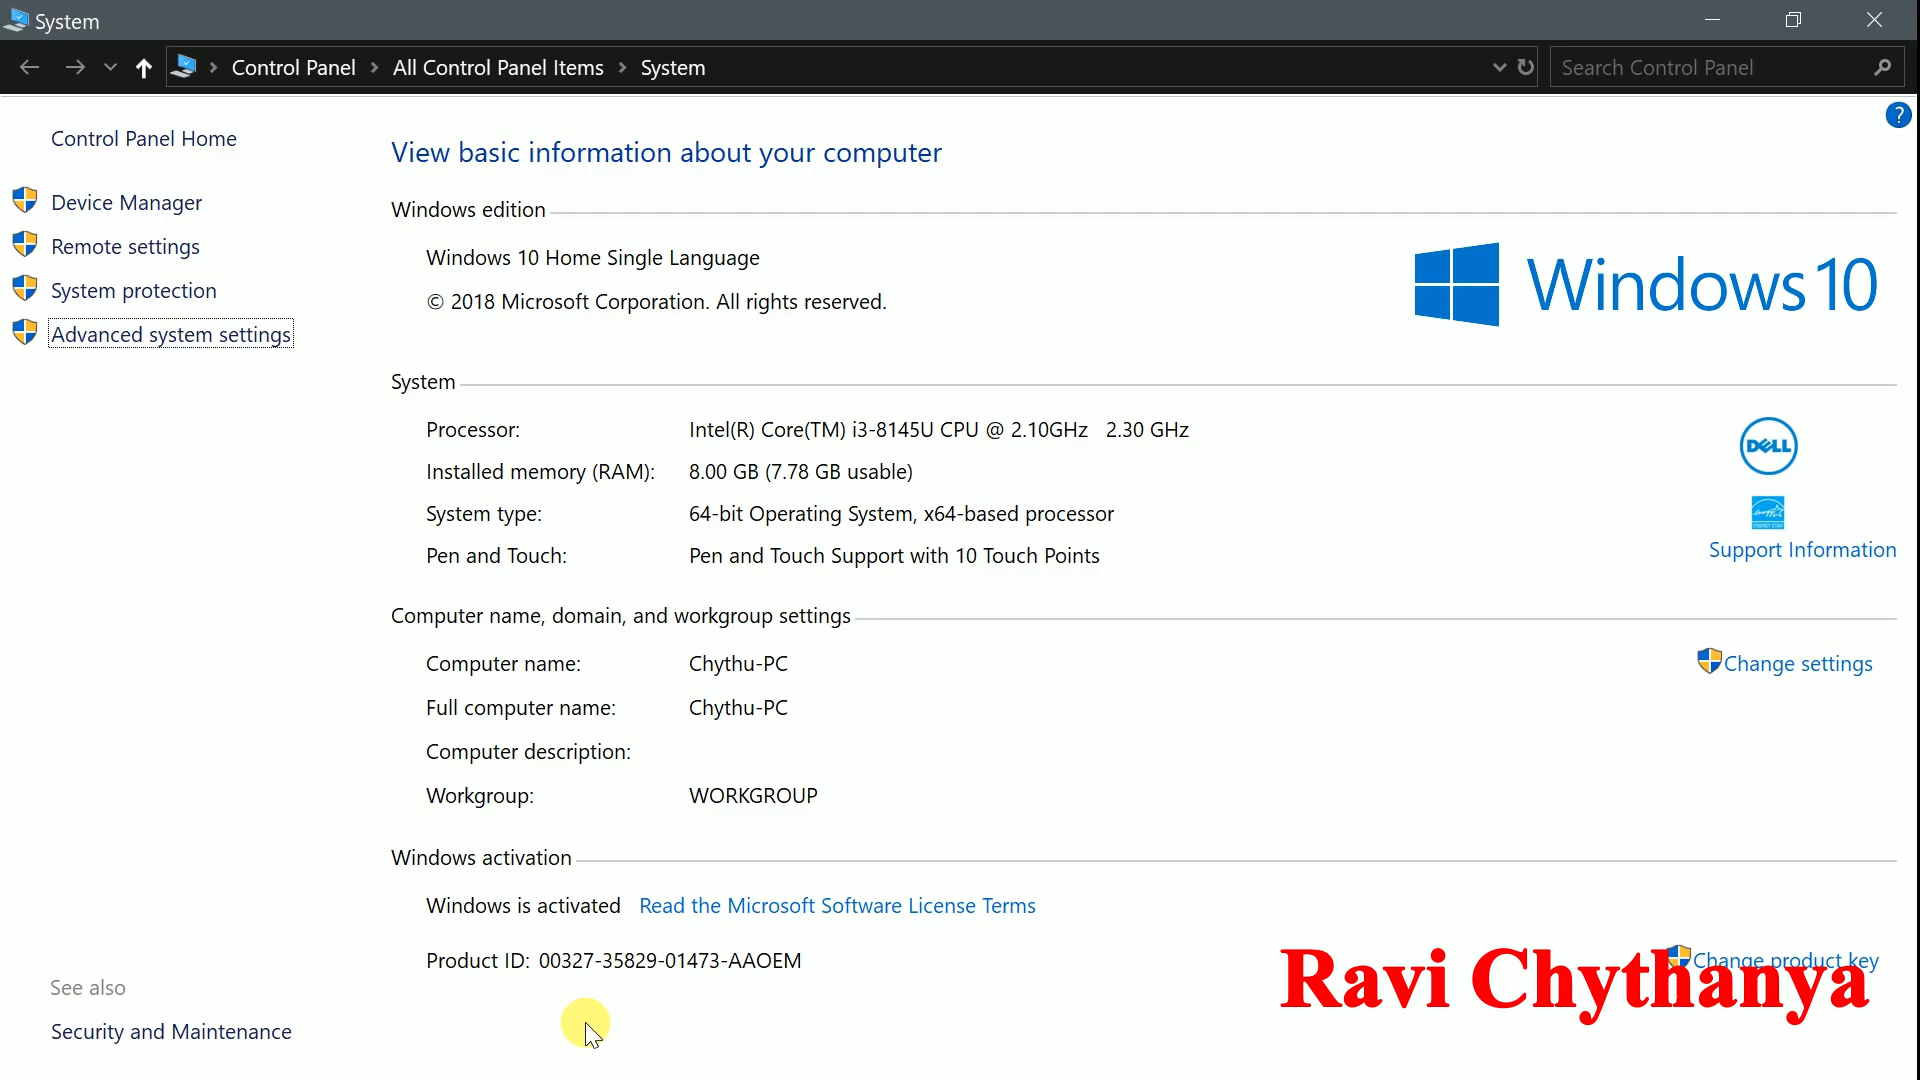 System
Control Panel > All Control Panel Items > System
Search Control Panel
?
Control Panel Home
Device Manager
Remote settings
System protection
Advanced system settings
View basic information about your computer
Windows edition
Windows 10 Home Single Language
© 2018 Microsoft Corporation. All rights reserved.
Windows 10
System
Processor: Intel(R) Core(TM) i3-8145U CPU @ 2.10GHz 2.30 GHz
Installed memory (RAM): 8.00 GB (7.78 GB usable)
System type: 64-bit Operating System, x64-based processor
Pen and Touch: Pen and Touch Support with 10 Touch Points
DELL
ENERGY STAR
Support Information
Computer name, domain, and workgroup settings
Computer name: Chythu-PC
Change settings
Full computer name: Chythu-PC
Computer description:
Workgroup: WORKGROUP
Windows activation
Windows is activated Read the Microsoft Software License Terms
Product ID: 00327-35829-01473-AAOEM
Change product key
Ravi Chythanya
See also
Security and Maintenance